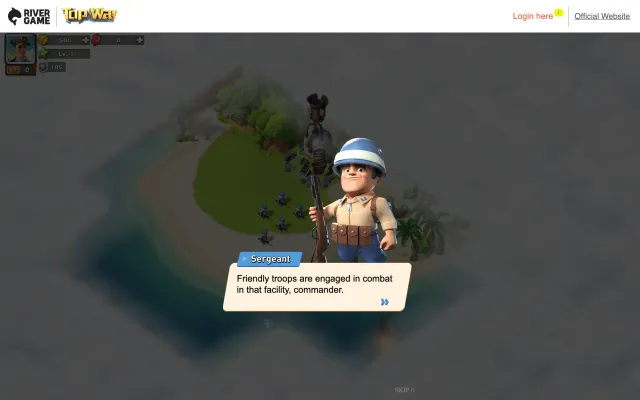 RIVER
GAME
Top War
Login here
Official Website
Sergeant
Friendly troops are engaged in combat
in that facility, commander.
SKIP